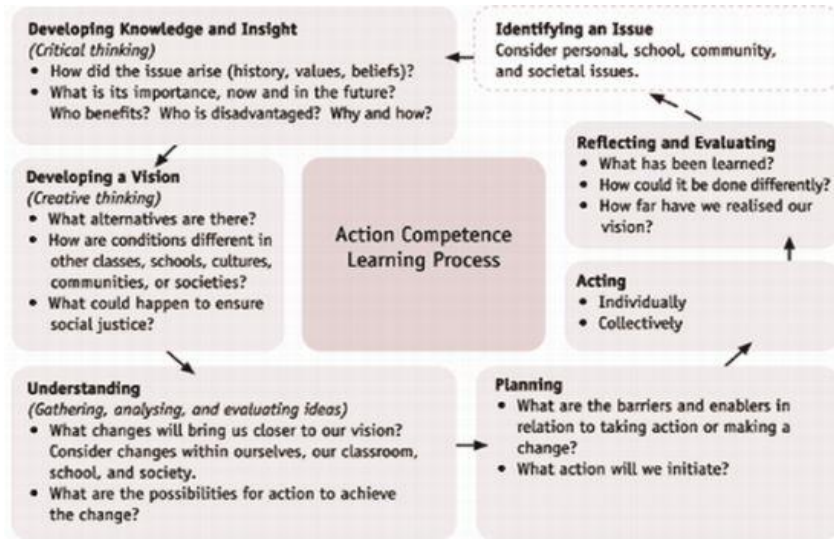 Identifying an Issue
Consider personal, school, community,
and societal issues.
Developing Knowledge and Insight
(Critical thinking)
• How did the issue arise (history, values, beliefs)?
• What is its importance, now and in the future?
Who benefits? Who is disadvantaged? Why and how?
Developing a Vision
(Creative thinking)
• What alternatives are there?
• How are conditions different in
other classes, schools, cultures,
communities, or societies?
• What could happen to ensure
social justice?
Understanding
(Gathering, analysing, and evaluating ideas)
• What changes will bring us closer to our vision?
Consider changes within ourselves, our classroom,
school, and society.
• What are the possibilities for action to achieve
the change?
Planning
• What are the barriers and enablers in
relation to taking action or making a
change?
• What action will we initiate?
Acting
• Individually
• Collectively
Reflecting and Evaluating
• What has been learned?
• How could it be done differently?
• How far have we realised our
vision?
Action Competence
Learning Process